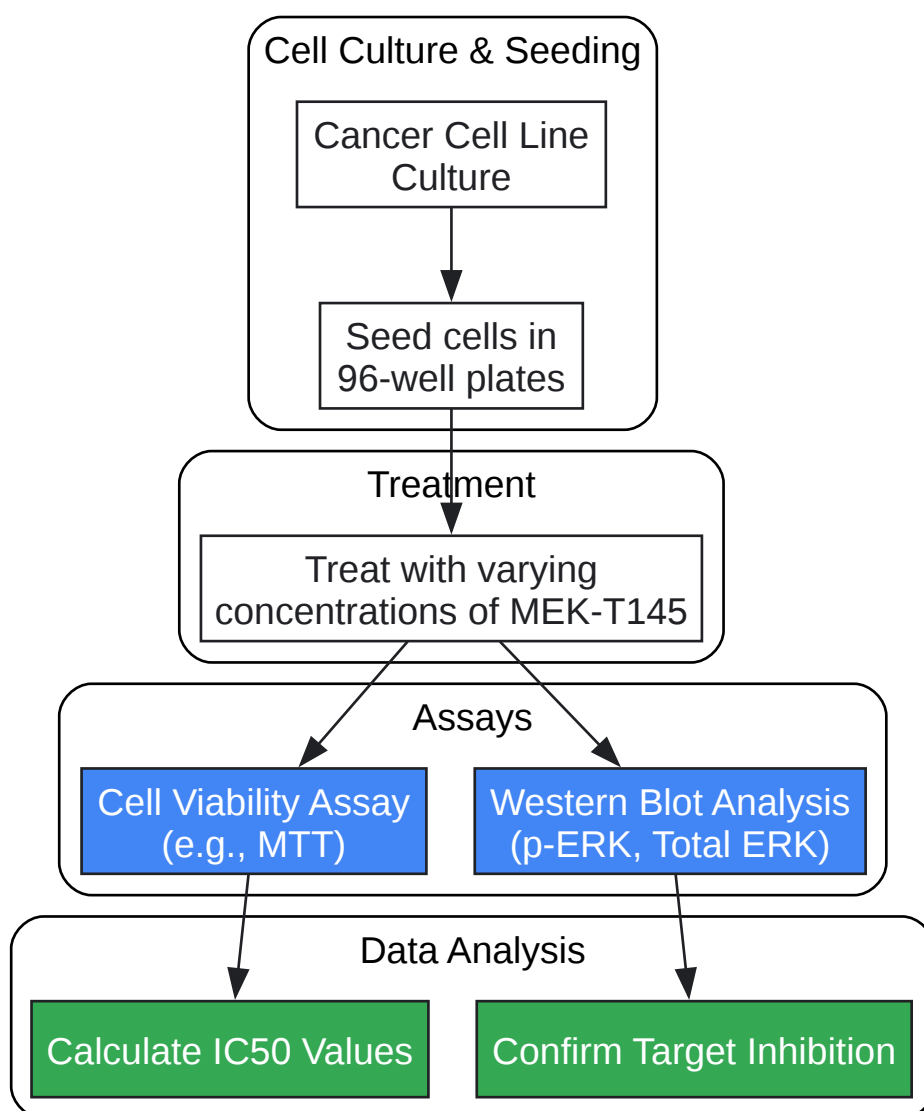 Cell Culture & Seeding
Cancer Cell Line
Culture
Seed cells in
96-well plates
Treatment
Treat with varying
concentrations of MEK-T145
Assays
Cell Viability Assay
(e.g., MTT)
Western Blot Analysis
(p-ERK, Total ERK)
Data Analysis
Calculate IC50 Values
Confirm Target Inhibition